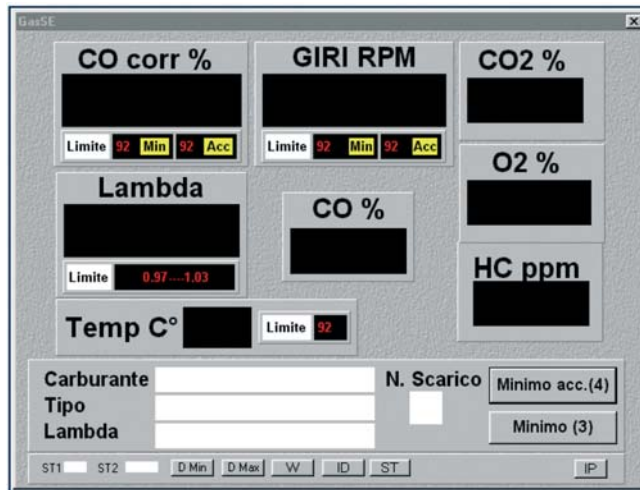 GasSE
CO corr %
Limite 92 Min 92 Acc
GIRI RPM
Limite 92 Min 92 Acc
CO2 %
O2 %
Lambda
Limite 0.97----1.03
CO %
HC ppm
Temp C° Limite 92
Carburante
Tipo
Lambda
N. Scarico
Minimo acc.(4)
Minimo (3)
ST1 ST2 D Min D Max W ID ST IP